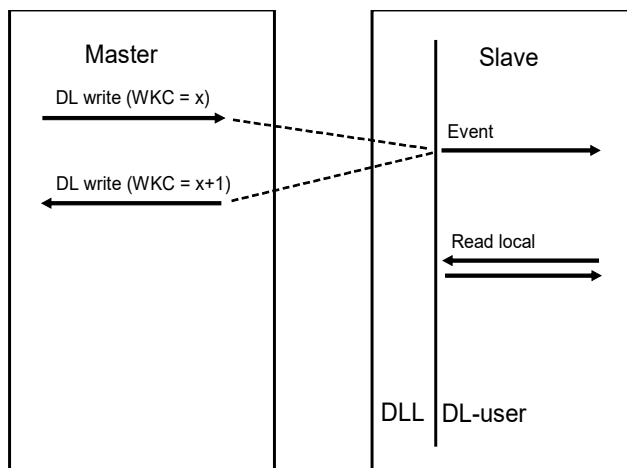 Master
Slave
DL write (WKC = x)
Event
DL write (WKC = x+1)
Read local
DLL
DL-user